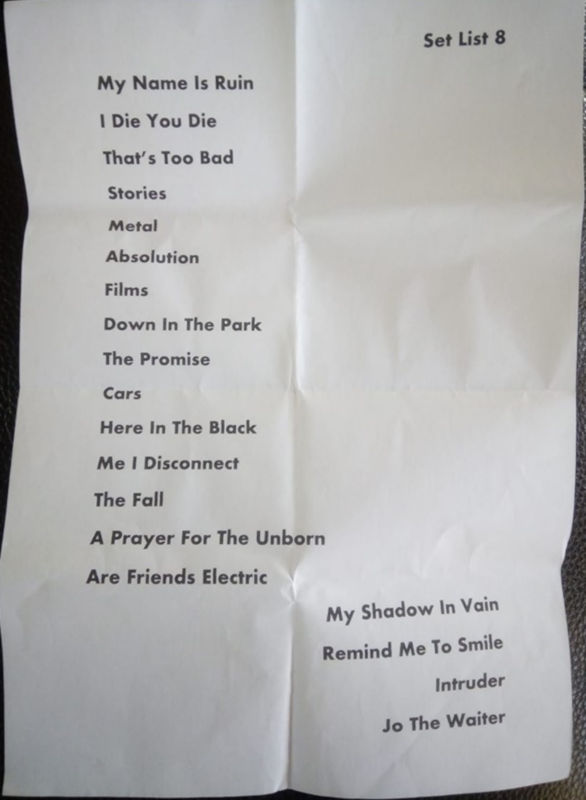 Set List 8
My Name Is Ruin
I Die You Die
That's Too Bad
Stories
Metal
Absolution
Films
Down In The Park
The Promise
Cars
Here In The Black
Me I Disconnect
The Fall
A Prayer For The Unborn
Are Friends Electric
My Shadow In Vain
Remind Me To Smile
Intruder
Jo The Waiter